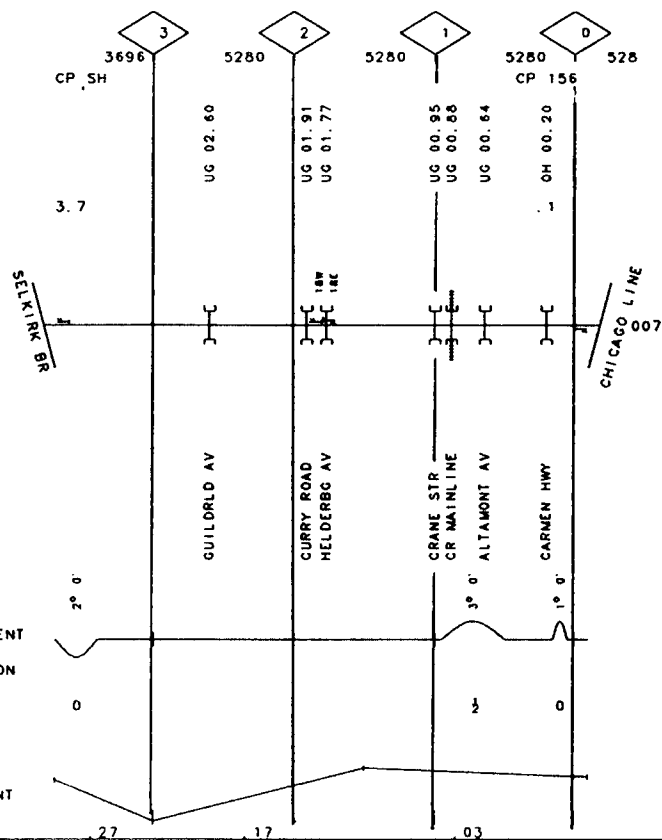 3 2 1 0
3696 5280 5280 5280 528
CP SH CP 156
UG 02.60
UG 01.91
UG 01.77
UG 00.95
UG 00.88
UG 00.64
OH 00.20
3.7 .1
18W
18E
SELKIRK BR
CHICAGO LINE
007
GUILDRLD AV
CURRY ROAD
HELDERBG AV
CRANE STR
CR MAINLINE
ALTAMONT AV
CARMEN HWY
2° 0'
3° 0'
1° 0'
ENT
ON
0 ½ 0
NT
.27 .17 .03